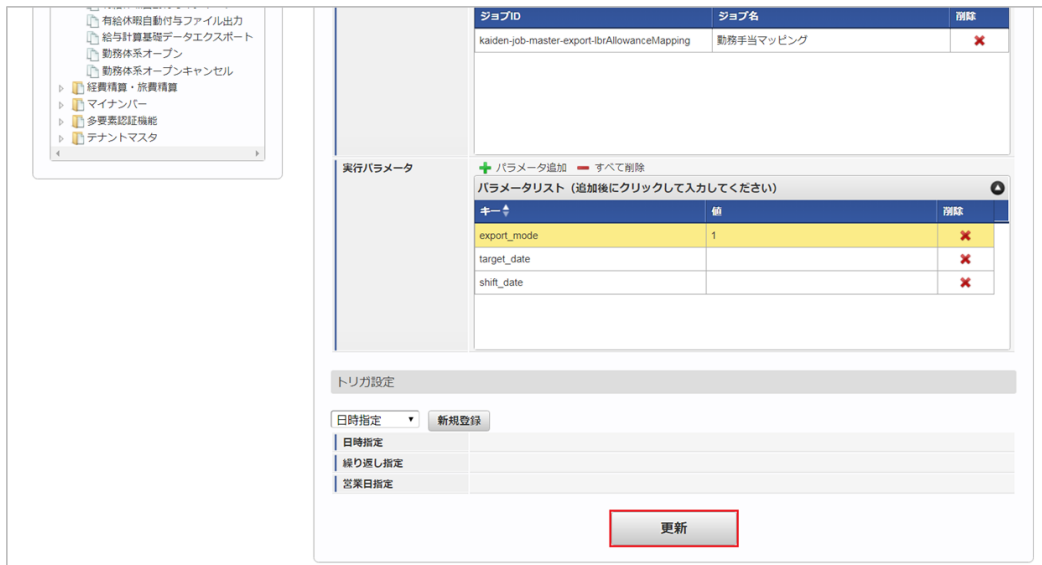 有給休暇自動付与ファイル出力
給与計算基礎データエクスポート
勤務体系オープン
勤務体系オープンキャンセル
経費精算・旅費精算
マイナンバー
多要素認証機能
テナントマスタ
ジョブID ジョブ名 削除
kaiden-job-master-export-lbrAllowanceMapping 勤務手当マッピング
実行パラメータ
パラメータ追加 すべて削除
パラメータリスト（追加後にクリックして入力してください）
キー 値 削除
export_mode 1
target_date
shift_date
トリガ設定
日時指定 新規登録
日時指定
繰り返し指定
営業日指定
更新